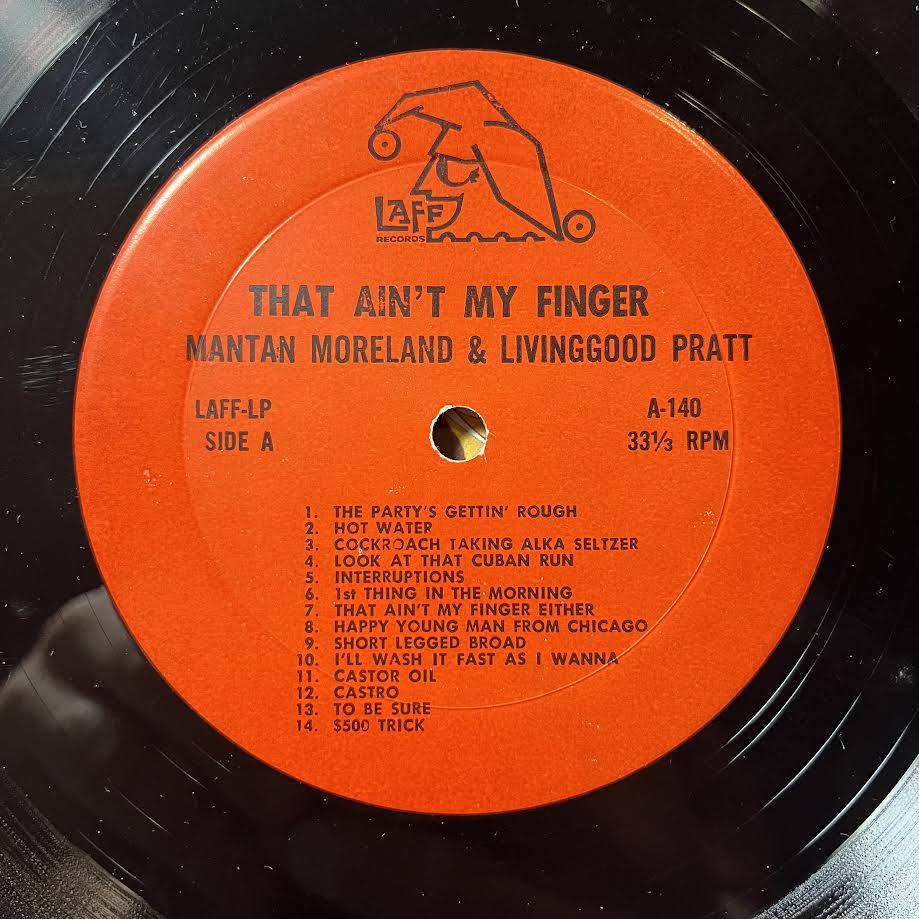 LAFF
RECORDS
THAT AIN'T MY FINGER
MANTAN MORELAND & LIVINGGOOD PRATT
LAFF-LP A-140
SIDE A 33⅓ RPM
1. THE PARTY'S GETTIN' ROUGH
2. HOT WATER
3. COCKROACH TAKING ALKA SELTZER
4. LOOK AT THAT CUBAN RUN
5. INTERRUPTIONS
6. 1st THING IN THE MORNING
7. THAT AIN'T MY FINGER EITHER
8. HAPPY YOUNG MAN FROM CHICAGO
9. SHORT LEGGED BROAD
10. I'LL WASH IT FAST AS I WANNA
11. CASTOR OIL
12. CASTRO
13. TO BE SURE
14. $500 TRICK